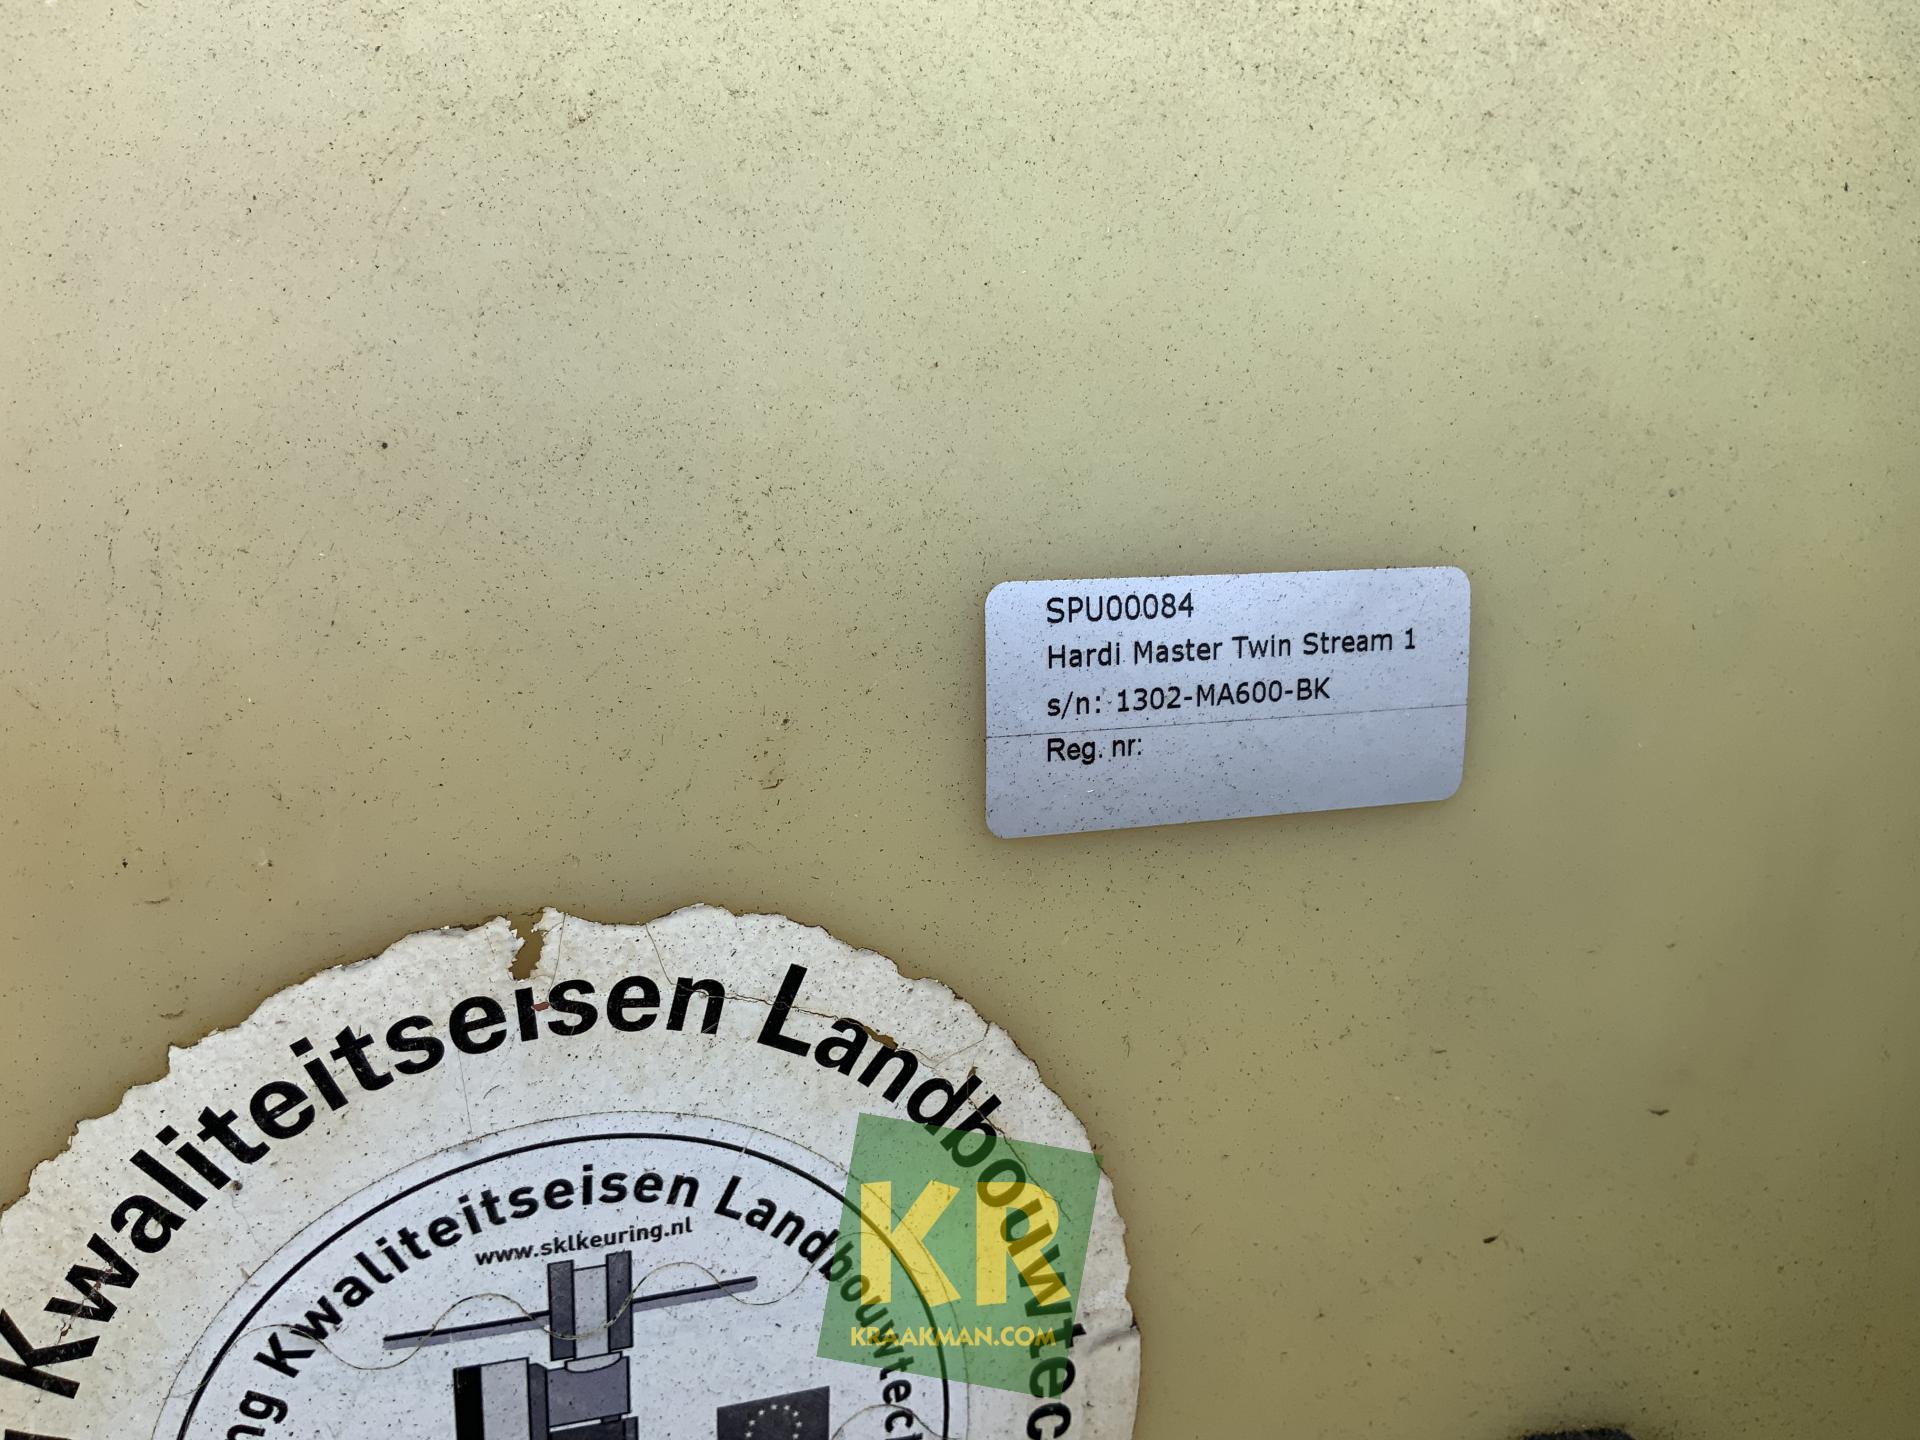 SPU00084
Hardi Master Twin Stream 1
s/n: 1302-MA600-BK
Reg. nr:
Kwaliteitseisen Landbouwtec
Kwaliteitseisen Landbouwtec
www.sklkeuring.nl
KR
KRAAKMAN.COM